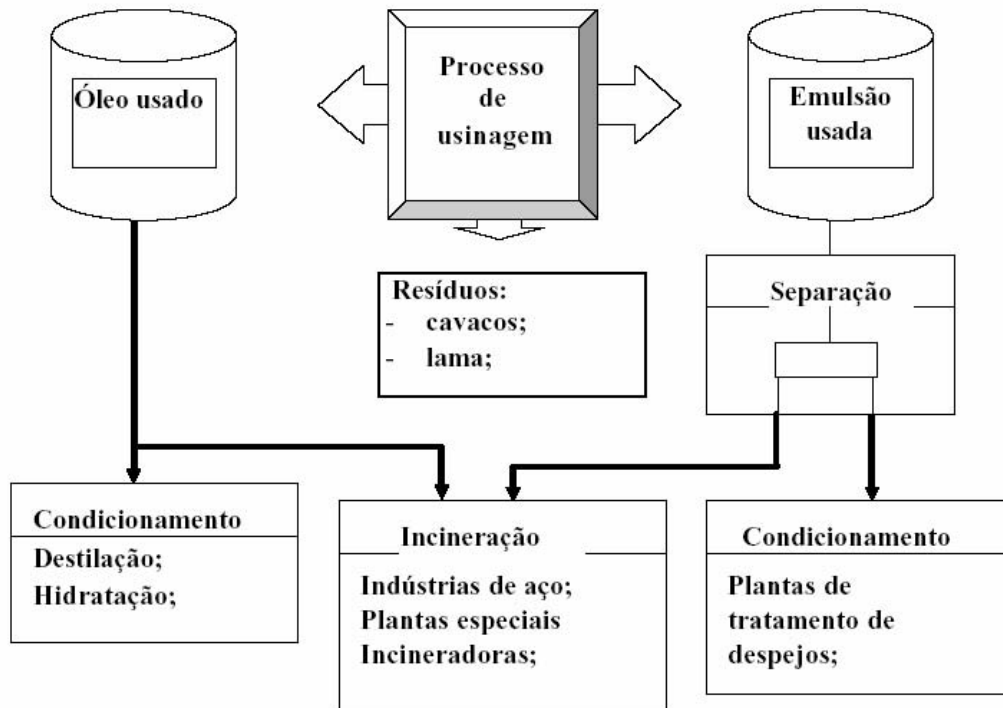 Óleo usado
Processo
de
usinagem
Emulsão
usada
Resíduos:
- cavacos;
- lama;
Separação
Condicionamento
Destilação;
Hidratação;
Incineração
Indústrias de aço;
Plantas especiais
Incineradoras;
Condicionamento
Plantas de
tratamento de
despejos;